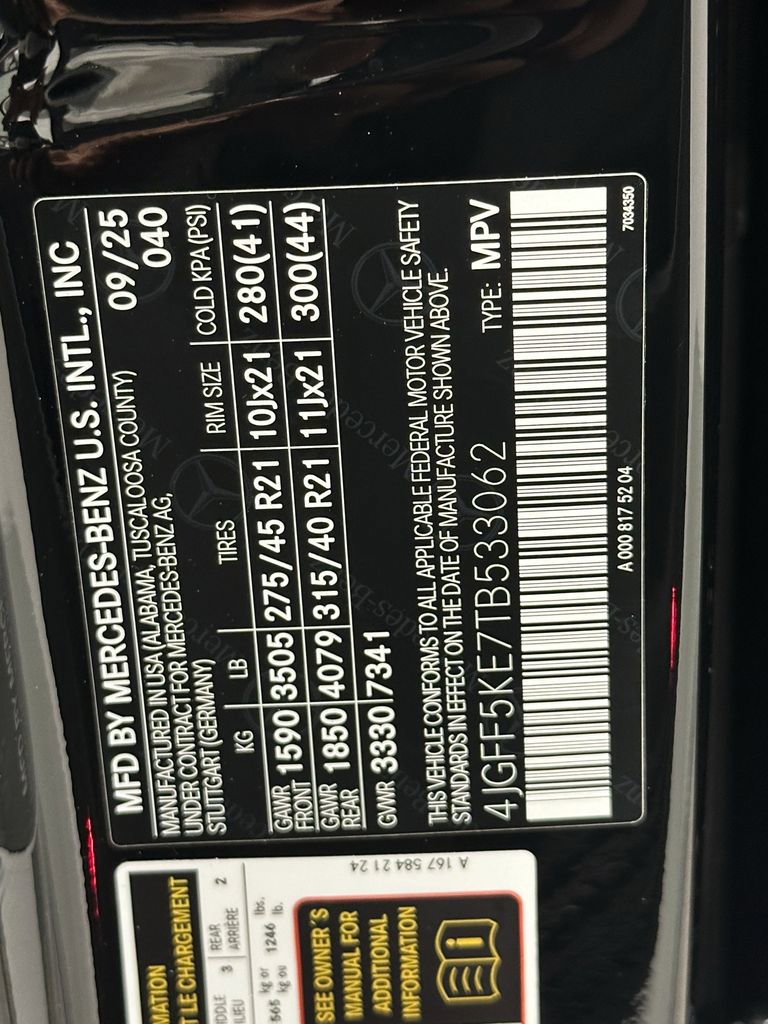 MFD BY MERCEDES-BENZ U.S. INTL., INC
MANUFACTURED IN USA (ALABAMA, TUSCALOOSA COUNTY) 09/25
UNDER CONTRACT FOR MERCEDES-BENZ AG, 040
STUTTGART (GERMANY)
KG LB TIRES RIM SIZE COLD KPA (PSI)
GAWR FRONT 1590 3505 275/45 R21 10Jx21 280(41)
GAWR REAR 1850 4079 315/40 R21 11Jx21 300(44)
GWR 3330 7341
THIS VEHICLE CONFORMS TO ALL APPLICABLE FEDERAL MOTOR VEHICLE SAFETY
STANDARDS IN EFFECT ON THE DATE OF MANUFACTURE SHOWN ABOVE.
4JGFF5KE7TB533062 TYPE: MPV
A 000 817 52 04
7034350
A 167 584 21 24
MATION
T LE CHARGEMENT
3 REAR 2
ARRIÈRE
565 kg or 1246 lbs.
kg ou lb.
SEE OWNER'S
MANUAL FOR
ADDITIONAL
INFORMATION